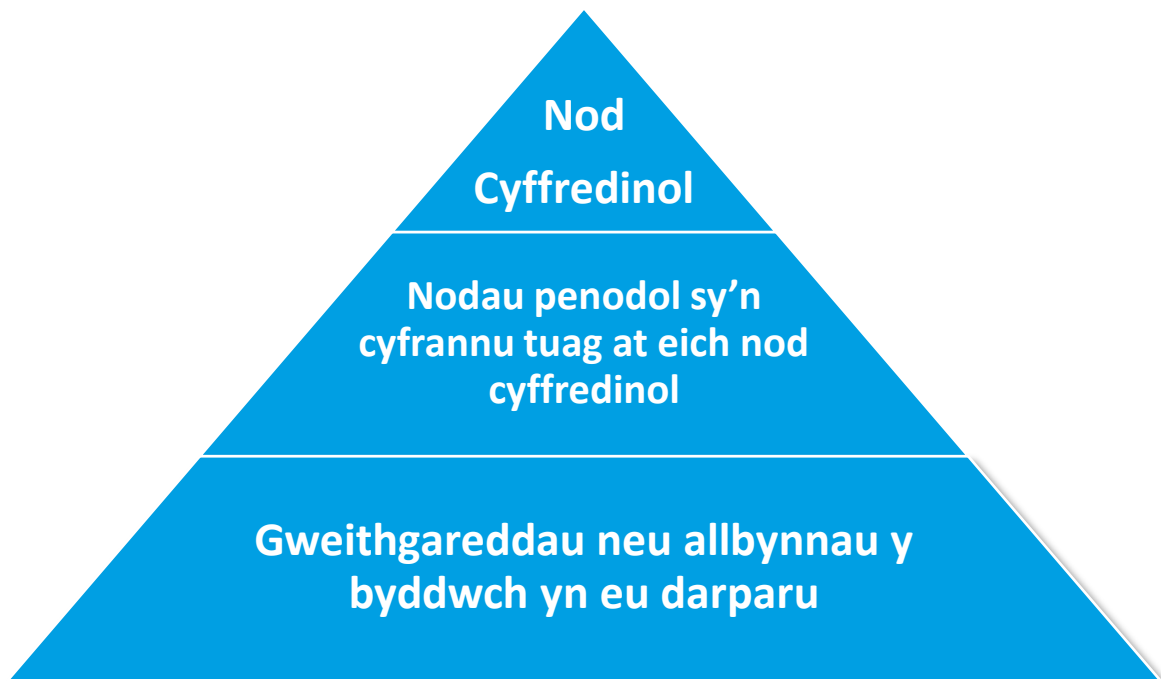 Nod
Cyffredinol
Nodau penodol sy’n
cyfrannu tuag at eich nod
cyffredinol
Gweithgareddau neu allbynnau y
byddwch yn eu darparu